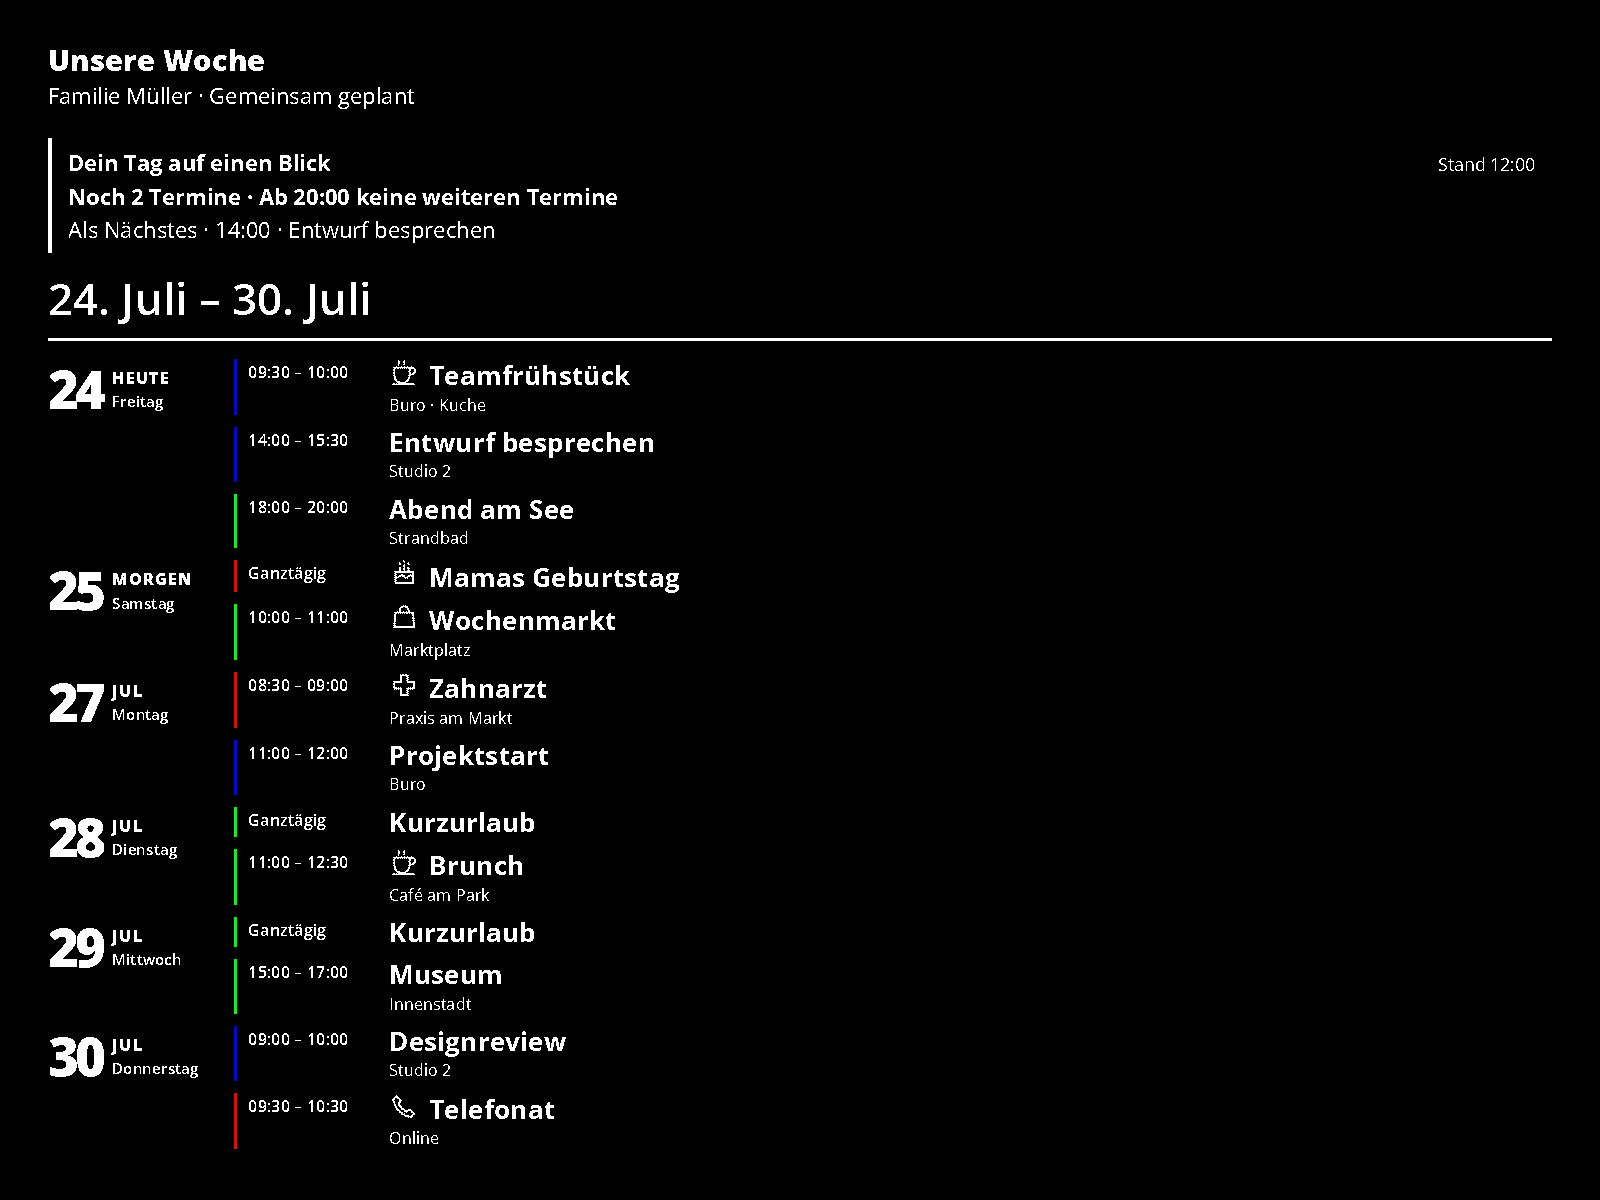 Unsere Woche
Familie Müller · Gemeinsam geplant
Dein Tag auf einen Blick
Stand 12:00
Noch 2 Termine · Ab 20:00 keine weiteren Termine
Als Nächstes · 14:00 · Entwurf besprechen
24. Juli – 30. Juli
24 HEUTE Freitag
09:30 – 10:00 Teamfrühstück
Buro · Kuche
14:00 – 15:30 Entwurf besprechen
Studio 2
18:00 – 20:00 Abend am See
Strandbad
25 MORGEN Samstag
Ganztägig Mamas Geburtstag
10:00 – 11:00 Wochenmarkt
Marktplatz
27 JUL Montag
08:30 – 09:00 Zahnarzt
Praxis am Markt
11:00 – 12:00 Projektstart
Buro
28 JUL Dienstag
Ganztägig Kurzurlaub
11:00 – 12:30 Brunch
Café am Park
29 JUL Mittwoch
Ganztägig Kurzurlaub
15:00 – 17:00 Museum
Innenstadt
30 JUL Donnerstag
09:00 – 10:00 Designreview
Studio 2
09:30 – 10:30 Telefonat
Online